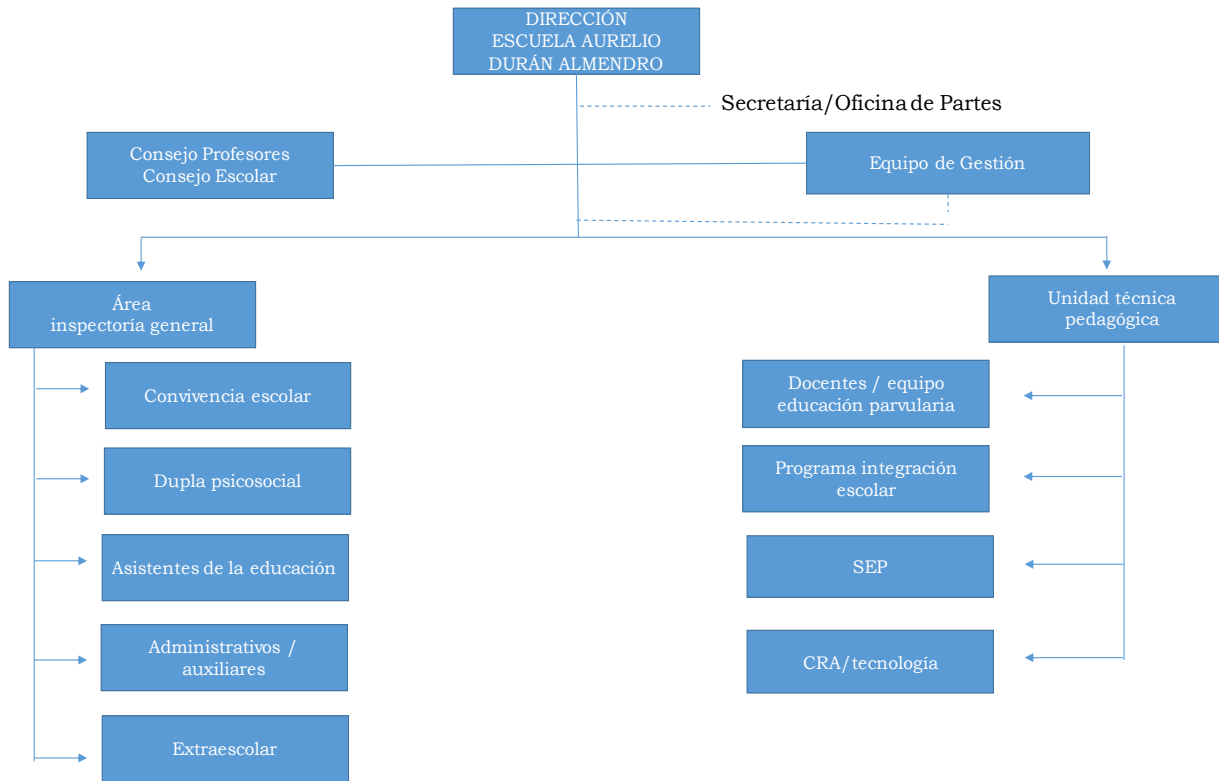 DIRECCIÓN
ESCUELA AURELIO
DURÁN ALMENDRO
Secretaría/Oficina de Partes
Consejo Profesores
Consejo Escolar
Equipo de Gestión
Área
inspectoría general
Unidad técnica
pedagógica
Convivencia escolar
Dupla psicosocial
Asistentes de la educación
Administrativos /
auxiliares
Extraescolar
Docentes / equipo
educación parvularia
Programa integración
escolar
SEP
CRA/tecnología